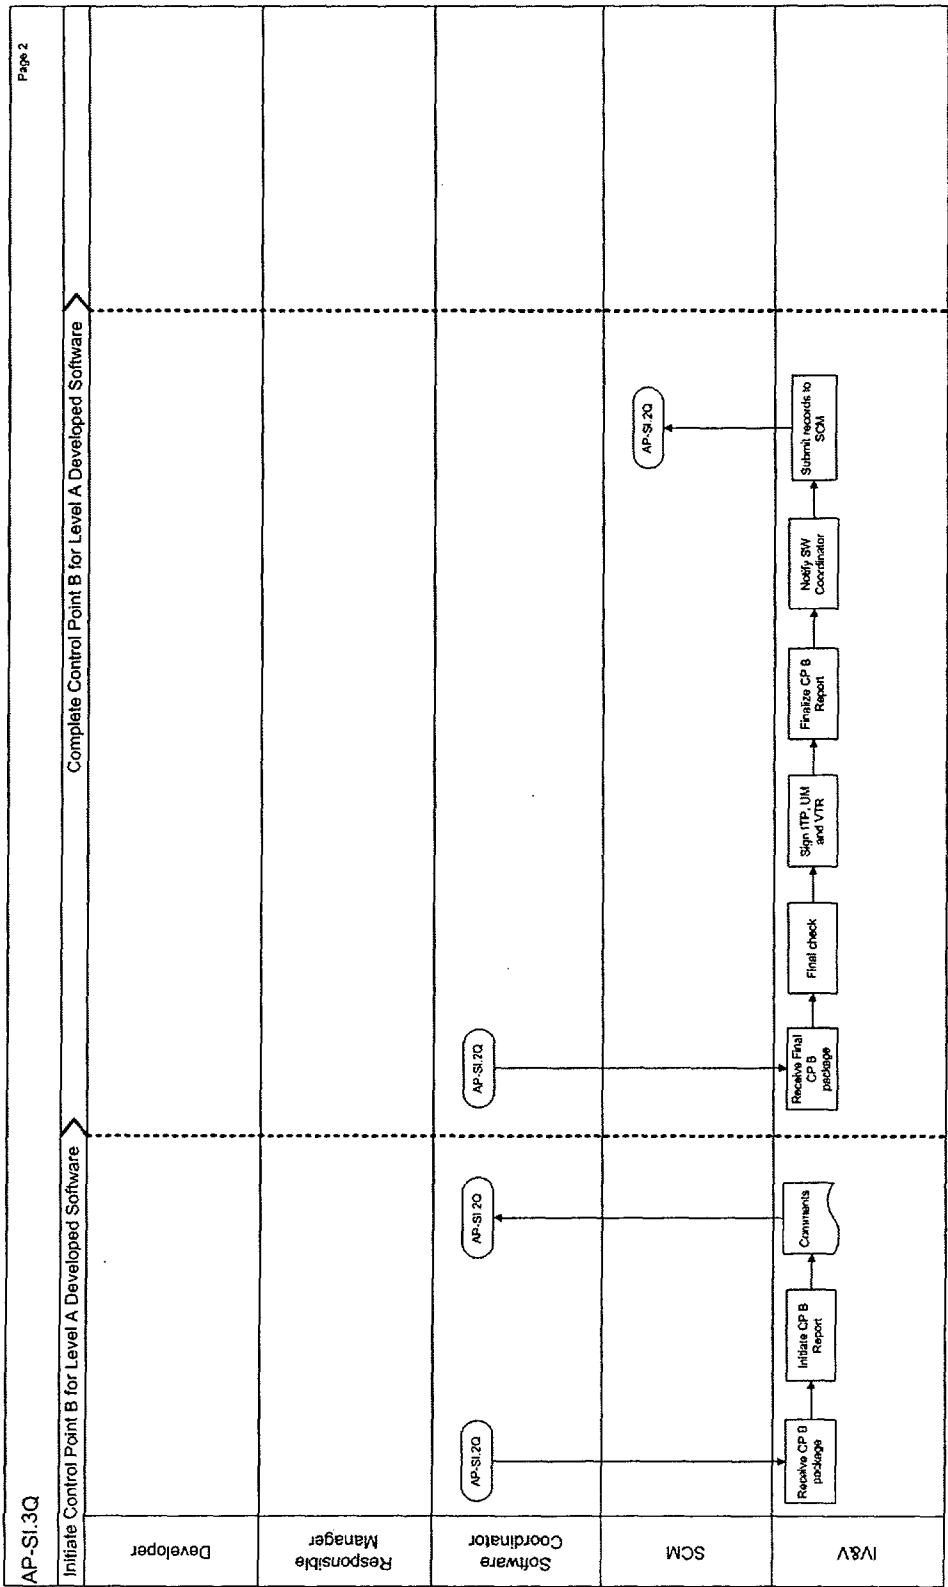 AP-SI.3Q
Page 2
Initiate Control Point B for Level A Developed Software
Complete Control Point B for Level A Developed Software
Developer
Responsible
Manager
Software
Coordinator
AP-SI.2Q
AP-SI.2Q
AP-SI.2Q
SCM
AP-SI.2Q
IV&V
Receive CP B
package
Initiate CP B
Report
Comments
Receive Final
CP B
package
Final check
Sign ITP, UM
and VTR
Finalize CP B
Report
Notify SW
Coordinator
Submit records to
SCM